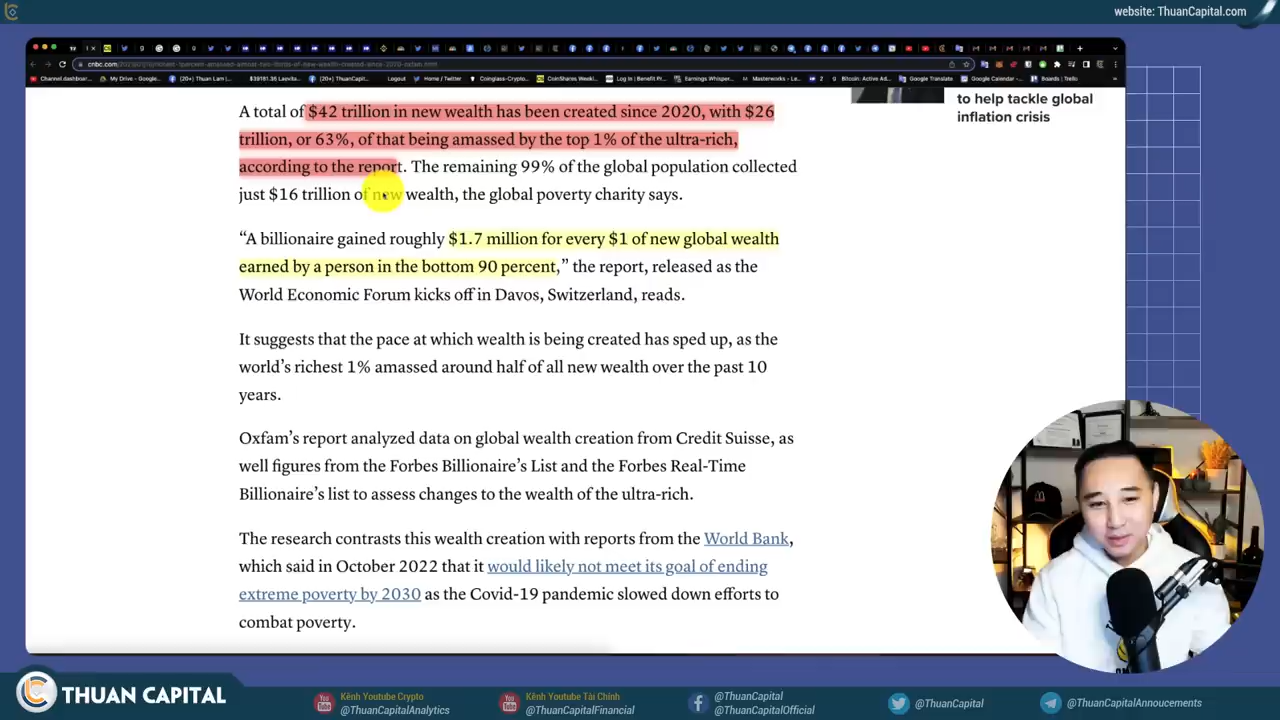 website: ThuanCapital.com
A total of $42 trillion in new wealth has been created since 2020, with $26
trillion, or 63%, of that being amassed by the top 1% of the ultra-rich,
according to the report. The remaining 99% of the global population collected
just $16 trillion of new wealth, the global poverty charity says.
to help tackle global
inflation crisis
“A billionaire gained roughly $1.7 million for every $1 of new global wealth
earned by a person in the bottom 90 percent,” the report, released as the
World Economic Forum kicks off in Davos, Switzerland, reads.
It suggests that the pace at which wealth is being created has sped up, as the
world’s richest 1% amassed around half of all new wealth over the past 10
years.
Oxfam’s report analyzed data on global wealth creation from Credit Suisse, as
well figures from the Forbes Billionaire’s List and the Forbes Real-Time
Billionaire’s list to assess changes to the wealth of the ultra-rich.
The research contrasts this wealth creation with reports from the World Bank,
which said in October 2022 that it would likely not meet its goal of ending
extreme poverty by 2030 as the Covid-19 pandemic slowed down efforts to
combat poverty.
THUAN CAPITAL
Kênh Youtube Crypto
@ThuanCapitalAnalytics
Kênh Youtube Tài Chính
@ThuanCapitalFinancial
@ThuanCapital
@ThuanCapitalOfficial
@ThuanCapital
@ThuanCapitalAnnoucements